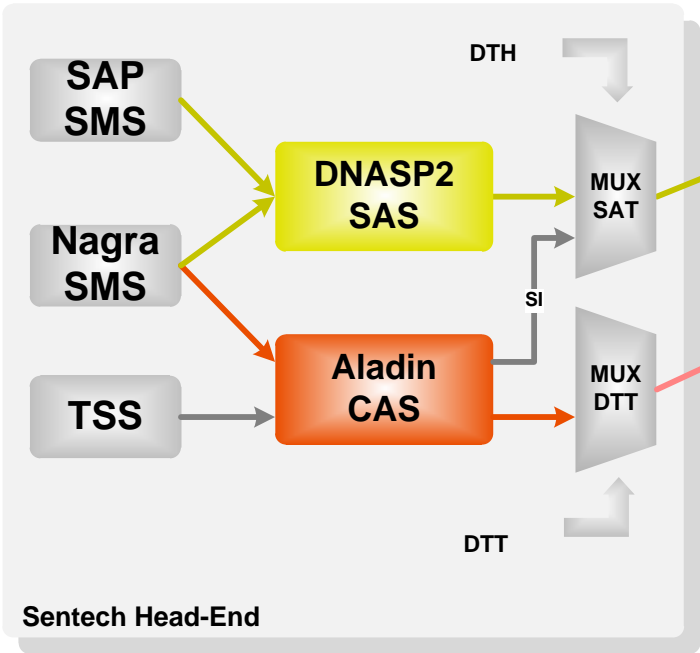 DTH
SAP
SMS
DNASP2
SAS
MUX
SAT
Nagra
SMS
SI
Aladin
CAS
MUX
DTT
TSS
DTT
Sentech Head-End